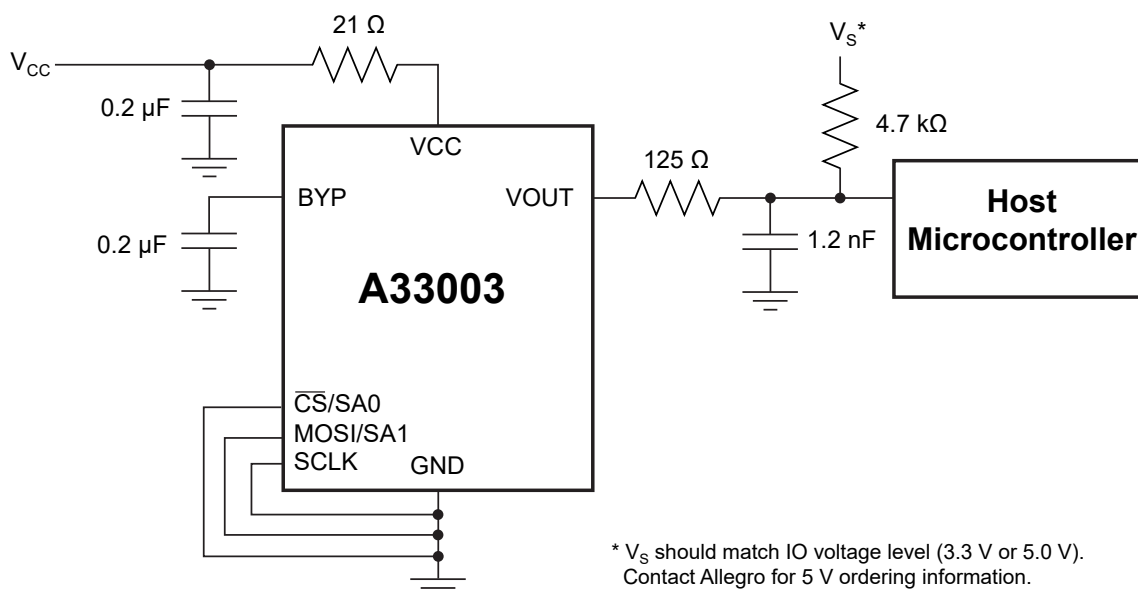 21 Ω
V_S*
V_CC
0.2 µF
4.7 kΩ
VCC
125 Ω
BYP
VOUT
Host
Microcontroller
0.2 µF
1.2 nF
A33003
C̅S̅/SA0
MOSI/SA1
SCLK
GND
* V_S should match IO voltage level (3.3 V or 5.0 V).
Contact Allegro for 5 V ordering information.